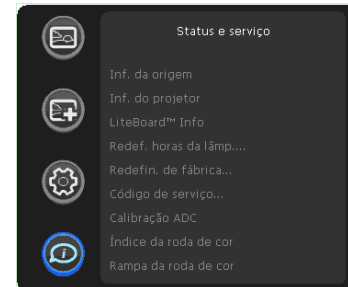 Status e serviço
Inf. da origem
Inf. do projetor
LiteBoard™ Info
Redef. horas da lâmp....
Redefin. de fábrica...
Código de serviço...
Calibração ADC
Índice da roda de cor
Rampa da roda de cor